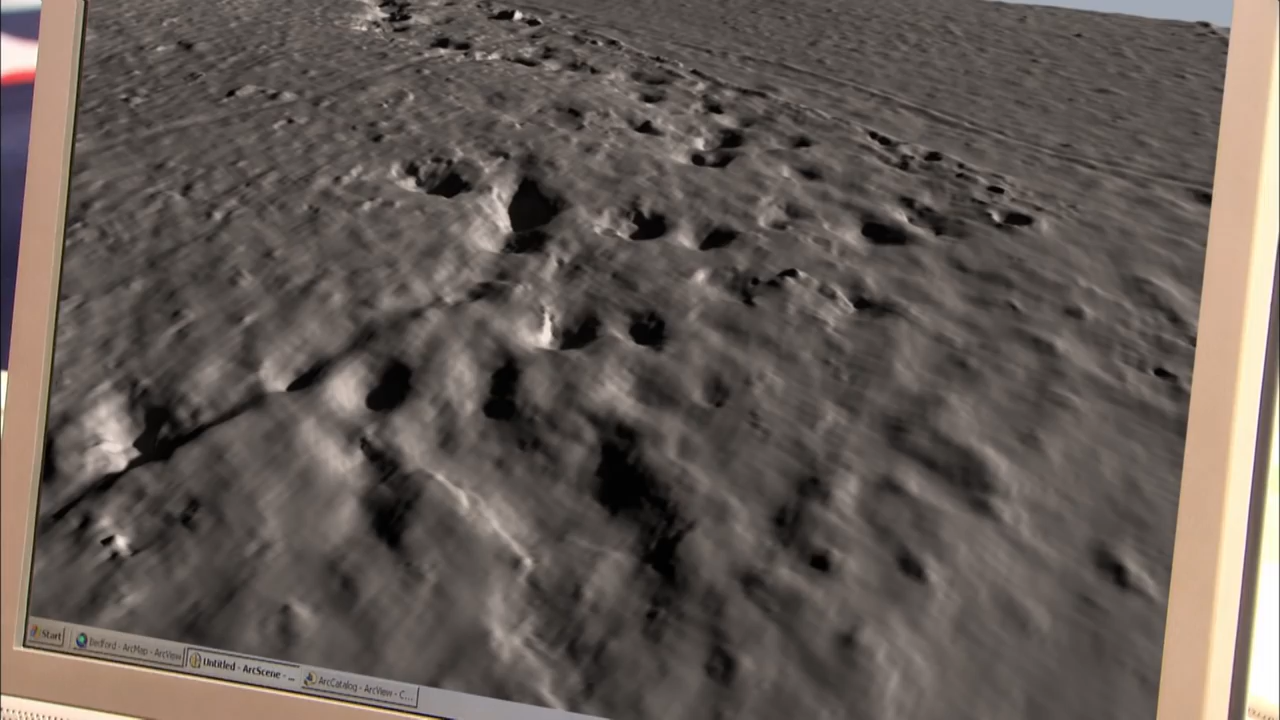 Start
Bedford - ArcMap - ArcView
Untitled - ArcScene - ...
ArcCatalog - ArcView - C...